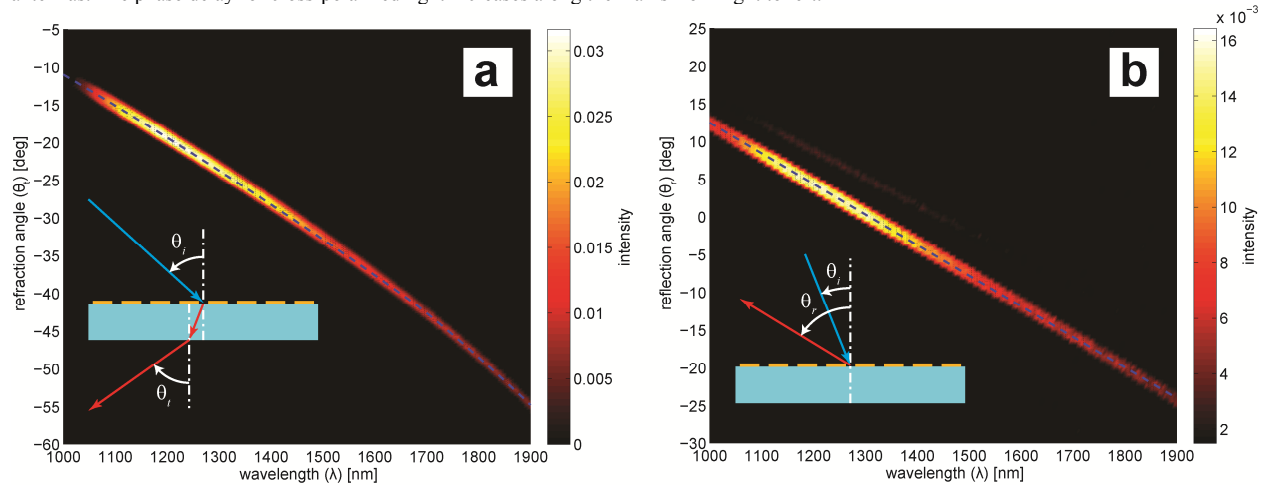 a
refraction angle (θt) [deg]
−5
−10
−15
−20
−25
−30
−35
−40
−45
−50
−55
−60
1000 1100 1200 1300 1400 1500 1600 1700 1800 1900
wavelength (λ) [nm]
θi
θt
0.03
0.025
0.02
0.015
0.01
0.005
0
intensity
b
reflection angle (θr) [deg]
25
20
15
10
5
0
−5
−10
−15
−20
−25
−30
1000 1100 1200 1300 1400 1500 1600 1700 1800 1900
wavelength (λ) [nm]
θi
θr
x 10⁻³
16
14
12
10
8
6
4
2
intensity